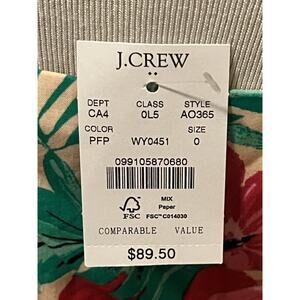 J.CREW
DEPT CLASS STYLE
CA4 0L5 AO365
COLOR SIZE
PFP WY0451 0
099105870680
MIX
Paper
FSC FSC™ C014030
COMPARABLE VALUE
$89.50